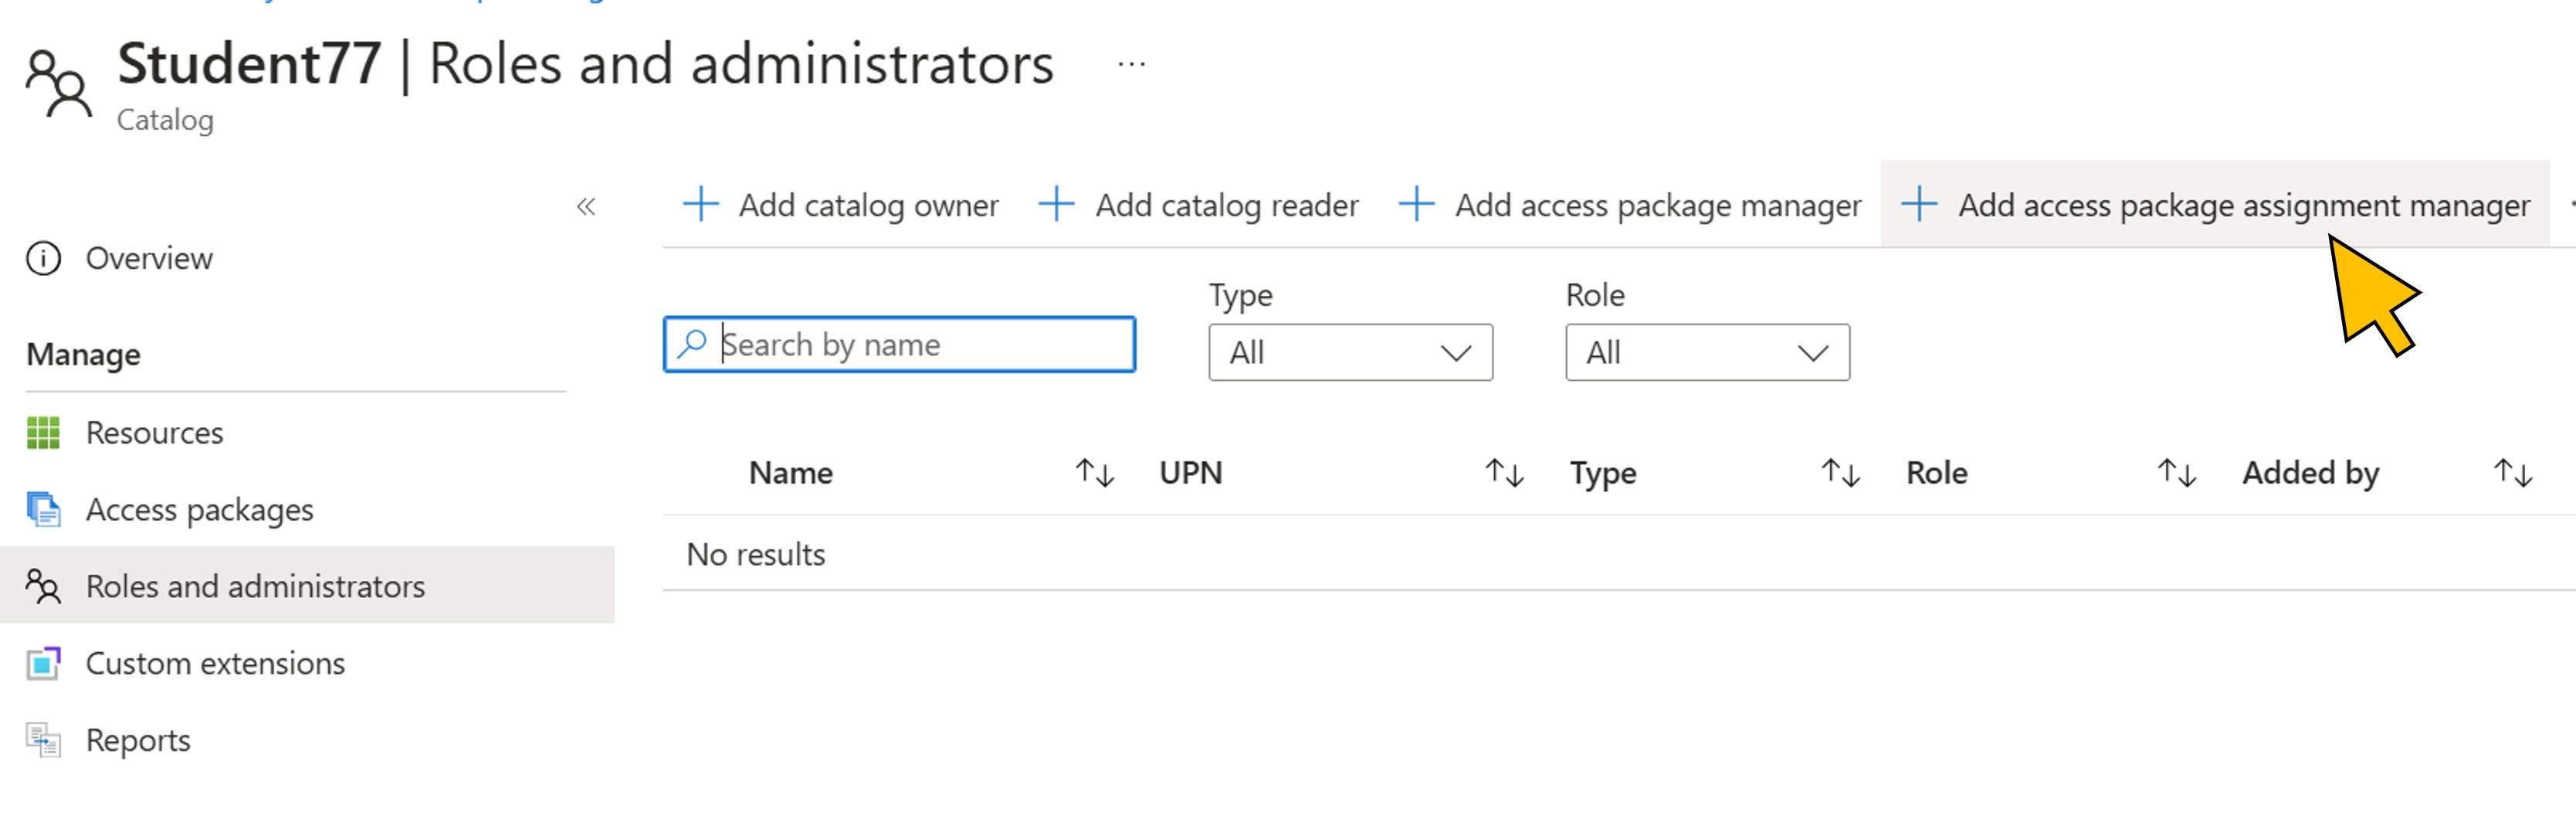 Student77 | Roles and administrators ...
Catalog
«
Add catalog owner
Add catalog reader
Add access package manager
Add access package assignment manager
Overview
Manage
Resources
Access packages
Roles and administrators
Custom extensions
Reports
Search by name
Type
All
Role
All
Name
UPN
Type
Role
Added by
No results